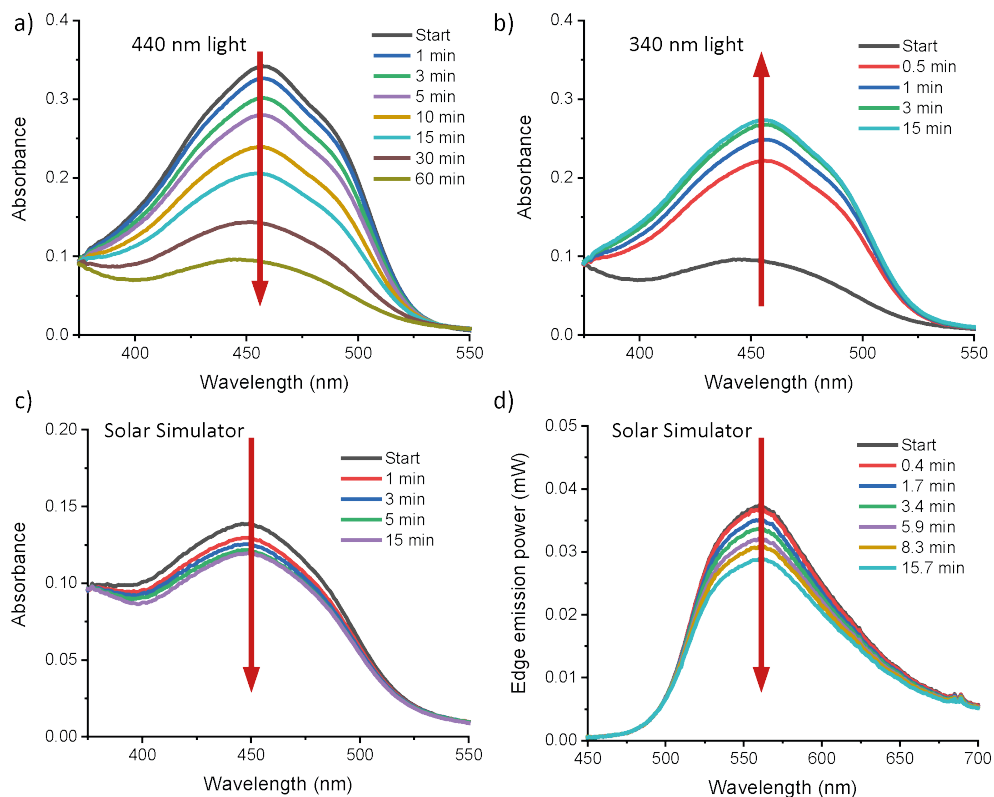 a)
440 nm light
Start
1 min
3 min
5 min
10 min
15 min
30 min
60 min
0.4
0.3
0.2
0.1
0.0
Absorbance
400
450
500
550
Wavelength (nm)
b)
340 nm light
Start
0.5 min
1 min
3 min
15 min
0.4
0.3
0.2
0.1
0.0
Absorbance
400
450
500
550
Wavelength (nm)
c)
Solar Simulator
Start
1 min
3 min
5 min
15 min
0.20
0.15
0.10
0.05
0.00
Absorbance
400
450
500
550
Wavelength (nm)
d)
Solar Simulator
Start
0.4 min
1.7 min
3.4 min
5.9 min
8.3 min
15.7 min
0.05
0.04
0.03
0.02
0.01
0.00
Edge emission power (mW)
450
500
550
600
650
700
Wavelength (nm)